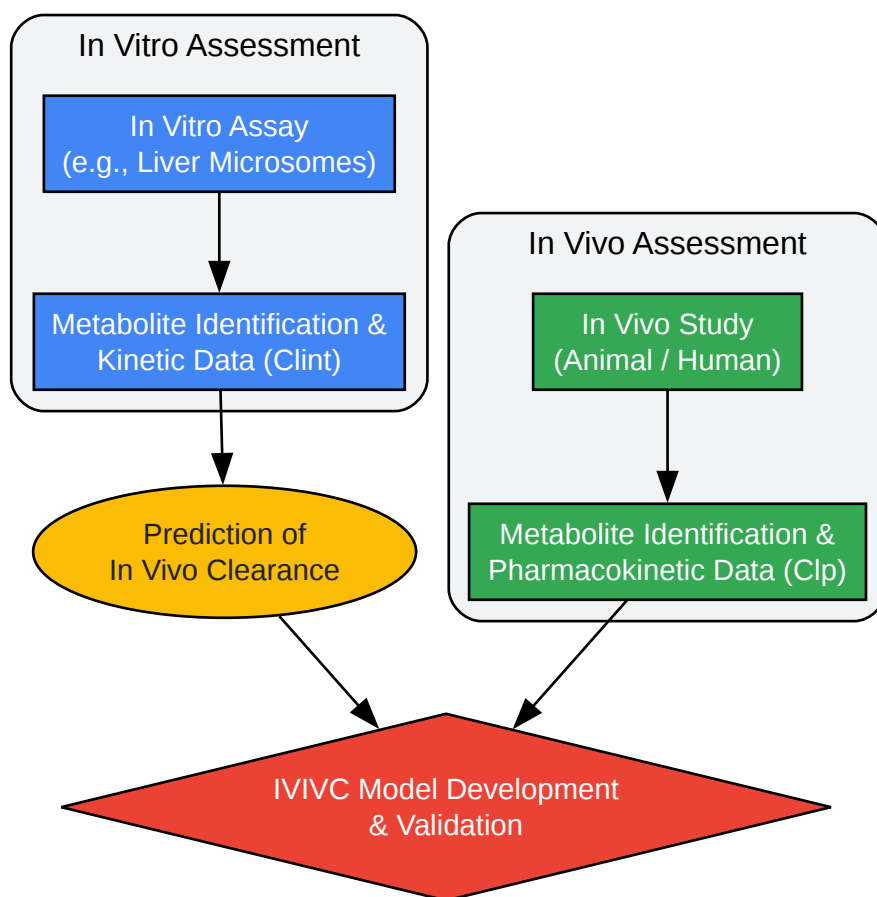 In Vitro Assessment
In Vitro Assay
(e.g., Liver Microsomes)
Metabolite Identification &
Kinetic Data (Clint)
Prediction of
In Vivo Clearance
In Vivo Assessment
In Vivo Study
(Animal / Human)
Metabolite Identification &
Pharmacokinetic Data (Clp)
IVIVC Model Development
& Validation